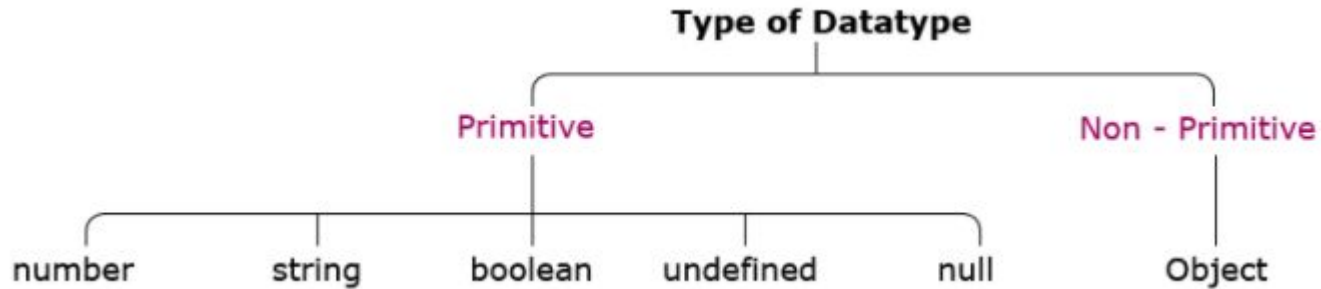 Type of Datatype
Primitive
Non - Primitive
number
string
boolean
undefined
null
Object